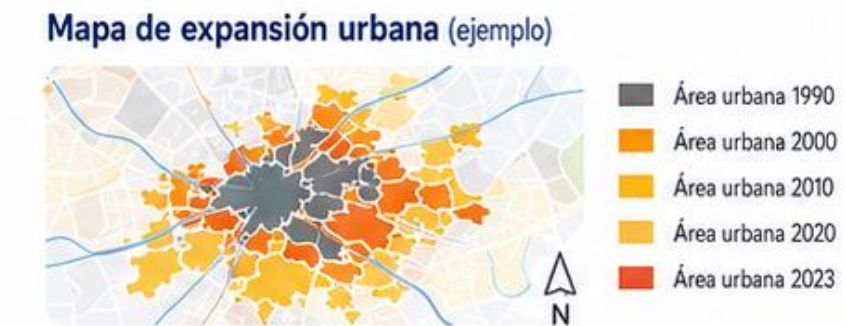 Mapa de expansión urbana (ejemplo)
Área urbana 1990
Área urbana 2000
Área urbana 2010
Área urbana 2020
Área urbana 2023
N